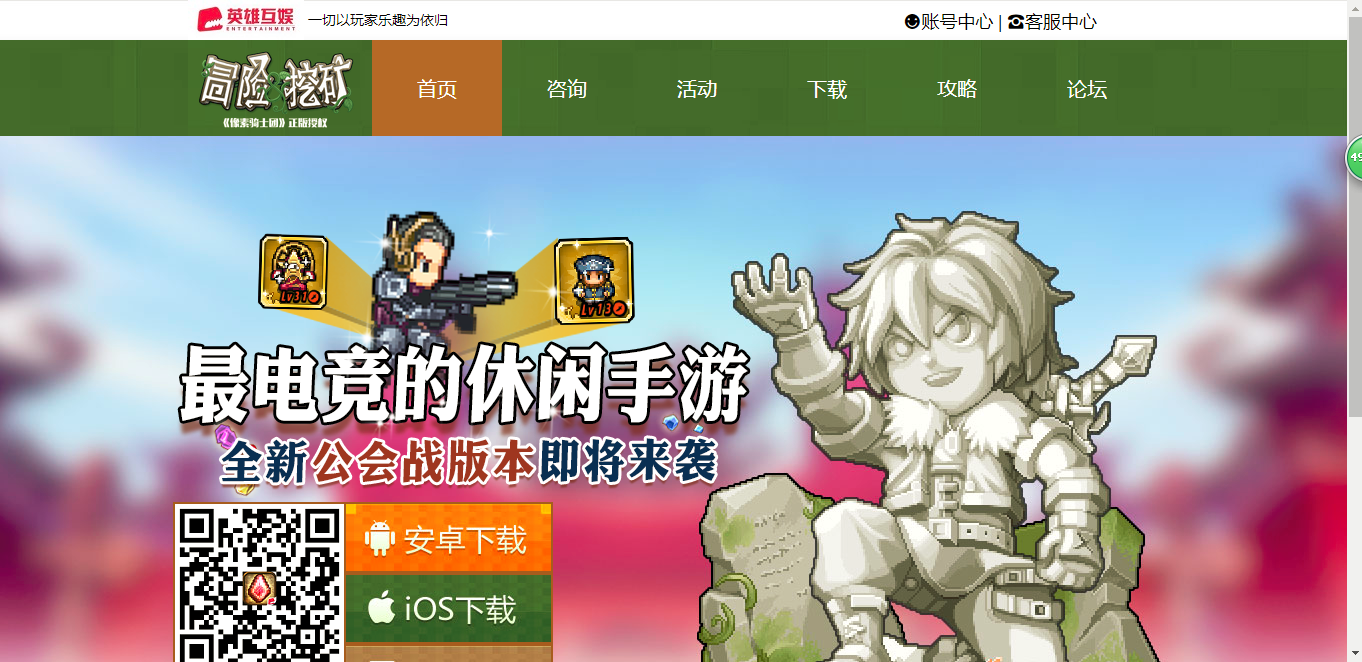 英雄互娱
ENTERTAINMENT
一切以玩家乐趣为依归
账号中心 | 客服中心
冒险与挖矿
《像素骑士团》正版授权
首页 咨询 活动 下载 攻略 论坛
49
Lv31
Lv13
最电竞的休闲手游
全新公会战版本即将来袭
安卓下载
iOS下载